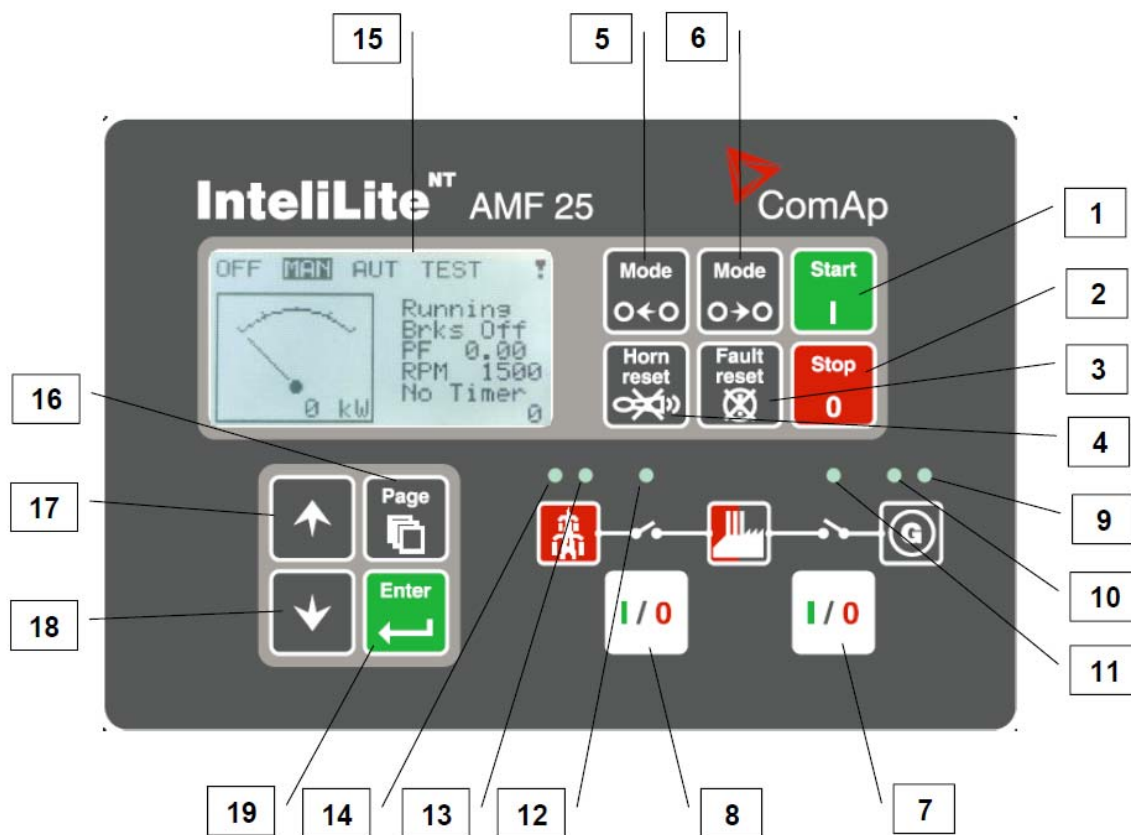 15
5
6
InteliLite NT AMF 25
ComAp
1
OFF MAN AUT TEST !
Running
Brks Off
PF 0.00
RPM 1500
No Timer
0 kW
0
Mode
Mode
Start
I
2
Horn
reset
Fault
reset
Stop
0
3
4
16
Page
17
9
G
Enter
18
I / 0
I / 0
10
11
19
14
13
12
8
7